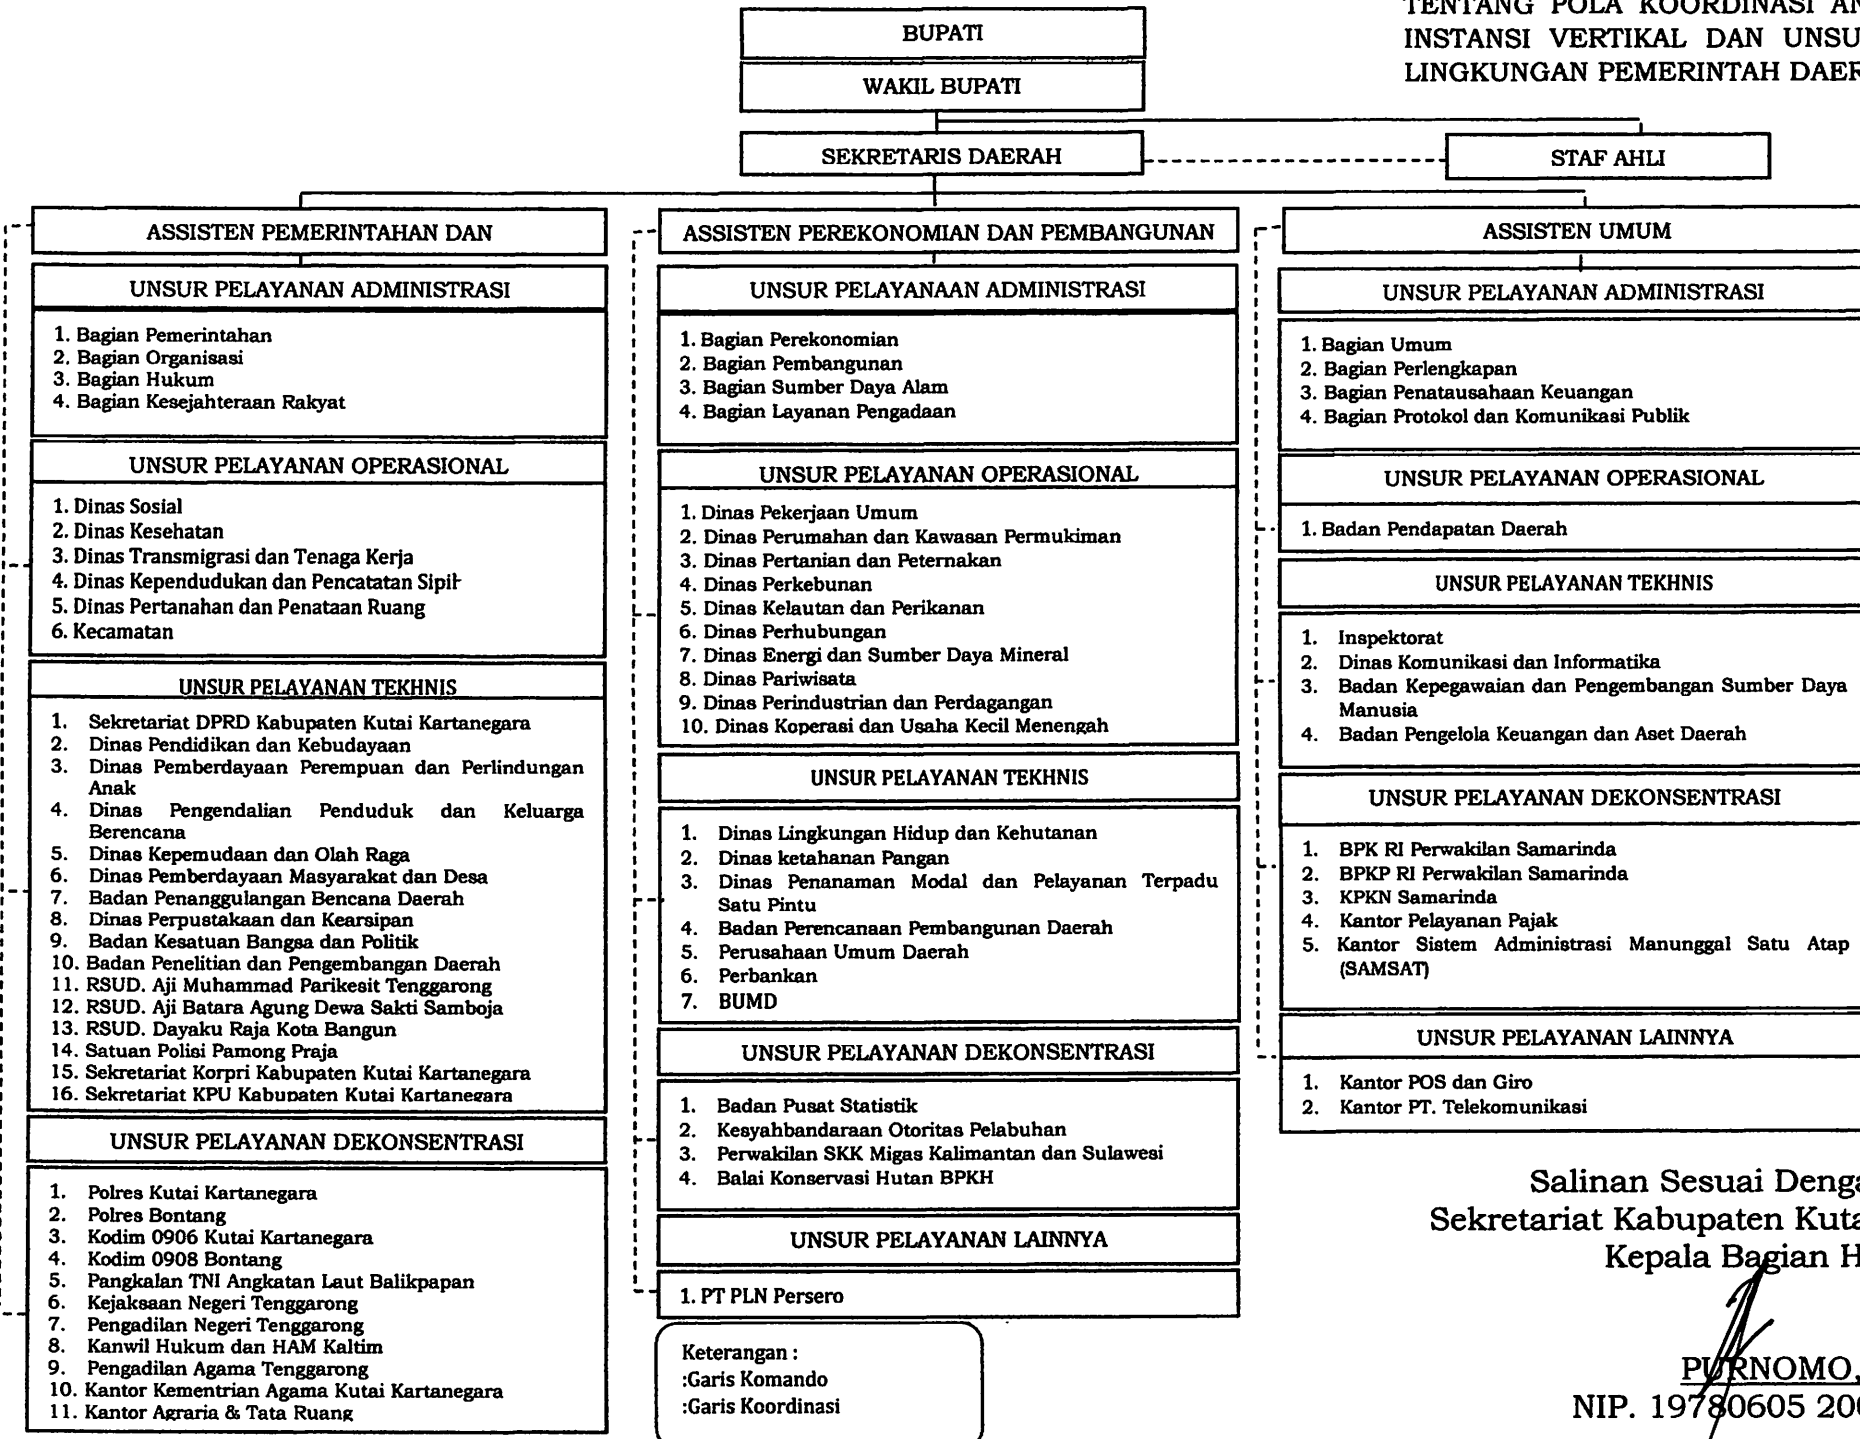 TENTANG POLA KOORDINASI
INSTANSI VERTIKAL DAN
LINGKUNGAN PEMERINTAH
BUPATI
WAKIL BUPATI
SEKRETARIS DAERAH
STAF AHLI
ASSISTEN PEMERINTAHAN DAN
UNSUR PELAYANAN ADMINISTRASI
1. Bagian Pemerintahan
2. Bagian Organisasi
3. Bagian Hukum
4. Bagian Kesejahteraan Rakyat
UNSUR PELAYANAN OPERASIONAL
1. Dinas Sosial
2. Dinas Kesehatan
3. Dinas Transmigrasi dan Tenaga Kerja
4. Dinas Kependudukan dan Pencatatan Sipil
5. Dinas Pertanahan dan Penataan Ruang
6. Kecamatan
UNSUR PELAYANAN TEKHNIS
1. Sekretariat DPRD Kabupaten Kutai Kartanegara
2. Dinas Pendidikan dan Kebudayaan
3. Dinas Pemberdayaan Perempuan dan Perlindungan
Anak
4. Dinas Pengendalian Penduduk dan Keluarga
Berencana
5. Dinas Kepemudaan dan Olah Raga
6. Dinas Pemberdayaan Masyarakat dan Desa
7. Badan Penanggulangan Bencana Daerah
8. Dinas Perpustakaan dan Kearsipan
9. Badan Kesatuan Bangsa dan Politik
10. Badan Penelitian dan Pengembangan Daerah
11. RSUD. Aji Muhammad Parikesit Tenggarong
12. RSUD. Aji Batara Agung Dewa Sakti Samboja
13. RSUD. Dayaku Raja Kota Bangun
14. Satuan Polisi Pamong Praja
15. Sekretariat Korpri Kabupaten Kutai Kartanegara
16. Sekretariat KPU Kabupaten Kutai Kartanegara
UNSUR PELAYANAN DEKONSENTRASI
1. Polres Kutai Kartanegara
2. Polres Bontang
3. Kodim 0906 Kutai Kartanegara
4. Kodim 0908 Bontang
5. Pangkalan TNI Angkatan Laut Balikpapan
6. Kejaksaan Negeri Tenggarong
7. Pengadilan Negeri Tenggarong
8. Kanwil Hukum dan HAM Kaltim
9. Pengadilan Agama Tenggarong
10. Kantor Kementrian Agama Kutai Kartanegara
11. Kantor Agraria & Tata Ruang
ASSISTEN PEREKONOMIAN DAN PEMBANGUNAN
UNSUR PELAYANAAN ADMINISTRASI
1. Bagian Perekonomian
2. Bagian Pembangunan
3. Bagian Sumber Daya Alam
4. Bagian Layanan Pengadaan
UNSUR PELAYANAN OPERASIONAL
1. Dinas Pekerjaan Umum
2. Dinas Perumahan dan Kawasan Permukiman
3. Dinas Pertanian dan Peternakan
4. Dinas Perkebunan
5. Dinas Kelautan dan Perikanan
6. Dinas Perhubungan
7. Dinas Energi dan Sumber Daya Mineral
8. Dinas Pariwisata
9. Dinas Perindustrian dan Perdagangan
10. Dinas Koperasi dan Usaha Kecil Menengah
UNSUR PELAYANAN TEKHNIS
1. Dinas Lingkungan Hidup dan Kehutanan
2. Dinas ketahanan Pangan
3. Dinas Penanaman Modal dan Pelayanan Terpadu
Satu Pintu
4. Badan Perencanaan Pembangunan Daerah
5. Perusahaan Umum Daerah
6. Perbankan
7. BUMD
UNSUR PELAYANAN DEKONSENTRASI
1. Badan Pusat Statistik
2. Kesyahbandaraan Otoritas Pelabuhan
3. Perwakilan SKK Migas Kalimantan dan Sulawesi
4. Balai Konservasi Hutan BPKH
UNSUR PELAYANAN LAINNYA
1. PT PLN Persero
Keterangan :
:Garis Komando
:Garis Koordinasi
ASSISTEN UMUM
UNSUR PELAYANAN ADMINISTRASI
1. Bagian Umum
2. Bagian Perlengkapan
3. Bagian Penatausahaan Keuangan
4. Bagian Protokol dan Komunikasi Publik
UNSUR PELAYANAN OPERASIONAL
1. Badan Pendapatan Daerah
UNSUR PELAYANAN TEKHNIS
1. Inspektorat
2. Dinas Komunikasi dan Informatika
3. Badan Kepegawaian dan Pengembangan Sumber Daya
Manusia
4. Badan Pengelola Keuangan dan Aset Daerah
UNSUR PELAYANAN DEKONSENTRASI
1. BPK RI Perwakilan Samarinda
2. BPKP RI Perwakilan Samarinda
3. KPKN Samarinda
4. Kantor Pelayanan Pajak
5. Kantor Sistem Administrasi Manunggal Satu Atap
(SAMSAT)
UNSUR PELAYANAN LAINNYA
1. Kantor POS dan Giro
2. Kantor PT. Telekomunikasi
Salinan Sesuai
Sekretariat Kabupaten
Kepala Bagian
PURNOMO,
NIP. 19780605